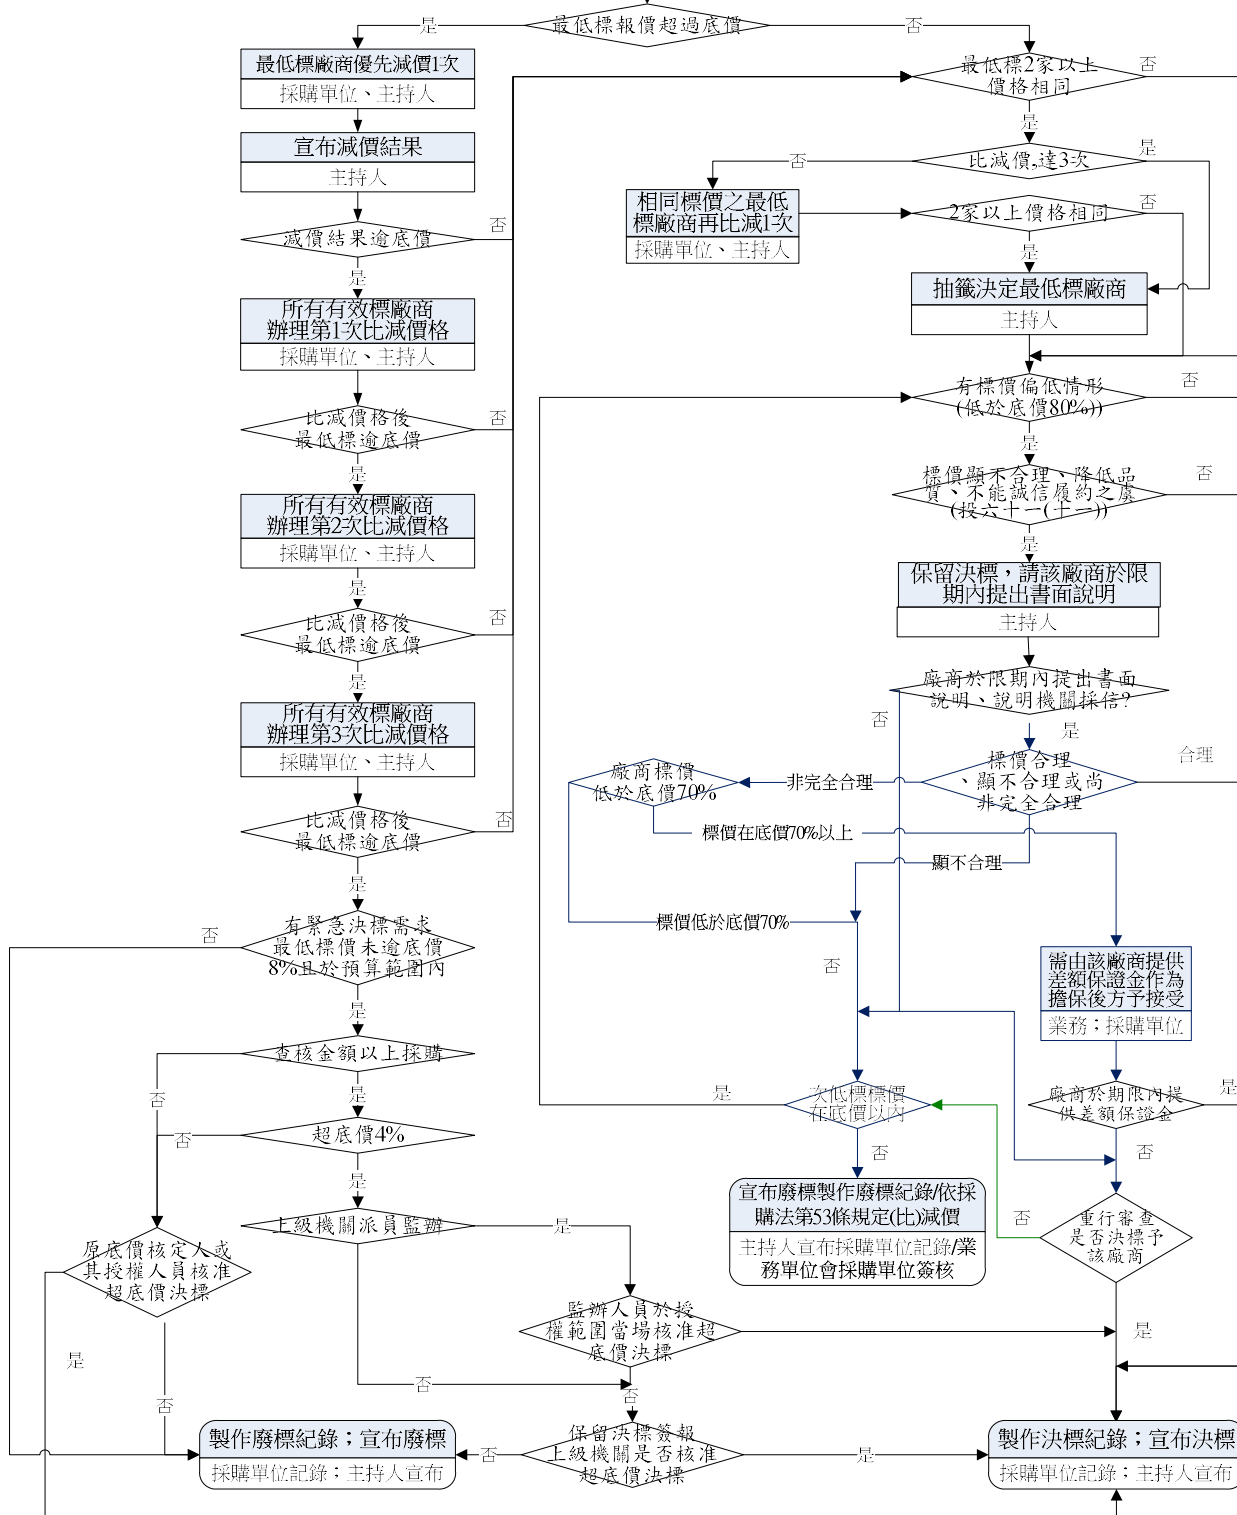 最低標報價超過底價
是
否
最低標廠商優先減價1次
採購單位、主持人
宣布減價結果
主持人
減價結果逾底價
否
是
所有有效標廠商
辦理第1次比減價格
採購單位、主持人
比減價格後
最低標逾底價
否
是
所有有效標廠商
辦理第2次比減價格
採購單位、主持人
是
比減價格後
最低標逾底價
否
是
所有有效標廠商
辦理第3次比減價格
採購單位、主持人
比減價格後
最低標逾底價
否
是
有緊急決標需求
最低標價未逾底價
8%且於預算範圍內
否
是
查核金額以上採購
否
是
超底價4%
否
是
上級機關派員監辦
是
否
原底價核定人或
其授權人員核准
超底價決標
是
否
監辦人員於授
權範圍當場核准超
底價決標
否
保留決標簽報
上級機關是否核准
超底價決標
否
是
製作廢標紀錄；宣布廢標
採購單位記錄；主持人宣布
最低標2家以上
價格相同
否
是
比減價,達3次
否
是
相同標價之最低
標廠商再比減1次
採購單位、主持人
2家以上價格相同
否
是
抽籤決定最低標廠商
主持人
有標價偏低情形
(低於底價80%))
否
是
標價顯不合理、降低品
質、不能誠信履約之虞
(投六十一(十一))
否
是
保留決標，請該廠商於限
期內提出書面說明
主持人
廠商於限期內提出書面
說明、說明機關採信?
否
是
標價合理
、顯不合理或尚
非完全合理
合理
非完全合理
廠商標價
低於底價70%
標價在底價70%以上
顯不合理
標價低於底價70%
否
需由該廠商提供
差額保證金作為
擔保後方予接受
業務；採購單位
廠商於期限內提
供差額保證金
是
否
次低標標價
在底價以內
是
否
宣布廢標製作廢標紀錄/依採
購法第53條規定(比)減價
主持人宣布採購單位記錄/業
務單位會採購單位簽核
重行審查
是否決標予
該廠商
否
是
製作決標紀錄；宣布決標
採購單位記錄；主持人宣布